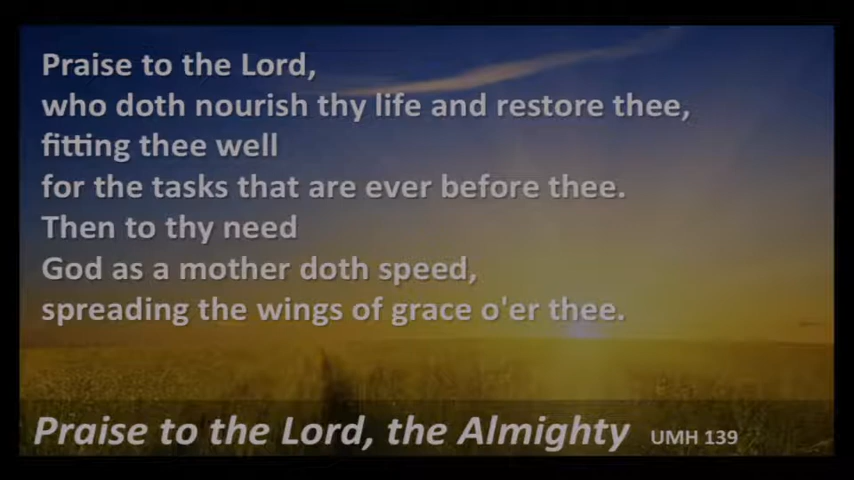 Praise to the Lord,
who doth nourish thy life and restore thee,
fitting thee well
for the tasks that are ever before thee.
Then to thy need
God as a mother doth speed,
spreading the wings of grace o'er thee.
Praise to the Lord, the Almighty UMH 139